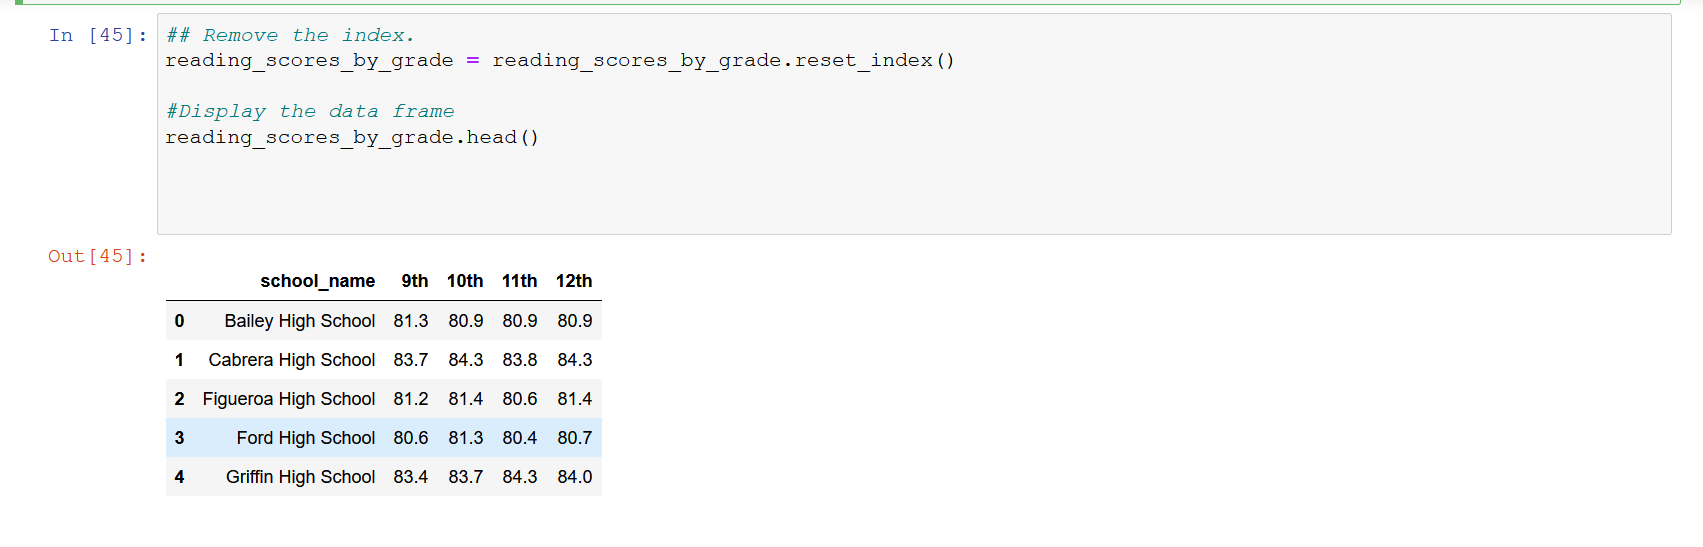 In [45]: ## Remove the index.
reading_scores_by_grade = reading_scores_by_grade.reset_index()
#Display the data frame
reading_scores_by_grade.head()
Out[45]:
school_name 9th 10th 11th 12th
0 Bailey High School 81.3 80.9 80.9 80.9
1 Cabrera High School 83.7 84.3 83.8 84.3
2 Figueroa High School 81.2 81.4 80.6 81.4
3 Ford High School 80.6 81.3 80.4 80.7
4 Griffin High School 83.4 83.7 84.3 84.0